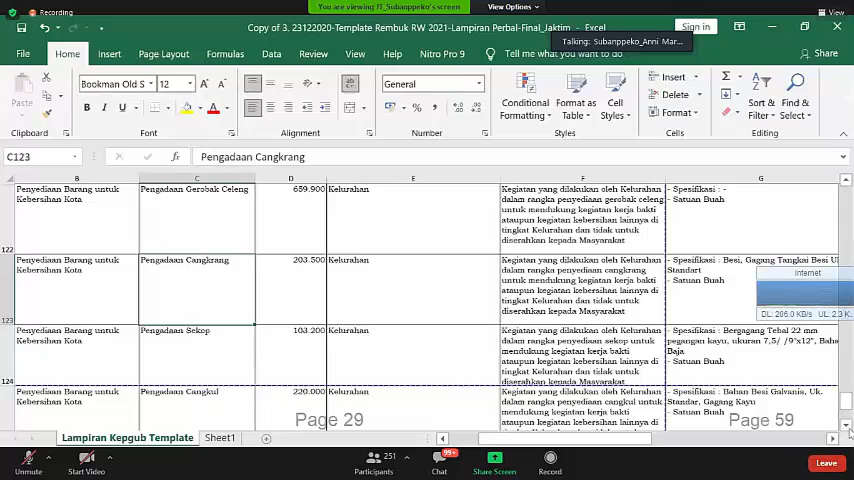 Recording
You are viewing IT_Subanppeko's screen
View Options
View
Copy of 3. 23122020-Template Rembuk RW 2021-Lampiran Perbal-Final_Jaktim - Excel
Sign in
Talking: Subanppeko_Anni Mar...
File
Home
Insert
Page Layout
Formulas
Data
Review
View
Help
Nitro Pro 9
Tell me what you want to do
Share
Paste
Bookman Old S
12
General
Conditional Formatting
Format as Table
Cell Styles
Insert
Delete
Format
Sort & Filter
Find & Select
Clipboard
Font
Alignment
Number
Styles
Cells
Editing
C123
Pengadaan Cangkrang
B
C
D
E
F
G
122
Penyediaan Barang untuk
Kebersihan Kota
Pengadaan Gerobak Celeng
659.900
Kelurahan
Kegiatan yang dilakukan oleh Kelurahan
dalam rangka penyediaan gerobak celeng
untuk mendukung kegiatan kerja bakti
ataupun kegiatan kebersihan lainnya di
tingkat Kelurahan dan tidak untuk
diserahkan kepada Masyarakat
- Spesifikasi : -
- Satuan Buah
123
Penyediaan Barang untuk
Kebersihan Kota
Pengadaan Cangkrang
203.500
Kelurahan
Kegiatan yang dilakukan oleh Kelurahan
dalam rangka penyediaan cangkrang
untuk mendukung kegiatan kerja bakti
ataupun kegiatan kebersihan lainnya di
tingkat Kelurahan dan tidak untuk
diserahkan kepada Masyarakat
- Spesifikasi : Besi, Gagang Tangkai Besi Uk
Standart
- Satuan Buah
Internet
DL: 206.0 KB/s UL: 2.3 K..
124
Penyediaan Barang untuk
Kebersihan Kota
Pengadaan Sekop
103.200
Kelurahan
Kegiatan yang dilakukan oleh Kelurahan
dalam rangka penyediaan sekop untuk
mendukung kegiatan kerja bakti
ataupun kegiatan kebersihan lainnya di
tingkat Kelurahan dan tidak untuk
diserahkan kepada Masyarakat
- Spesifikasi : Bergagang Tebal 22 mm
pegangan kayu, ukuran 7,5/ /9"x12", Baha
Baja
- Satuan Buah
Penyediaan Barang untuk
Kebersihan Kota
Pengadaan Cangkul
220.000
Kelurahan
Kegiatan yang dilakukan oleh Kelurahan
dalam rangka penyediaan cangkul untuk
mendukung kegiatan kerja bakti
ataupun kegiatan kebersihan lainnya di
- Spesifikasi : Bahan Besi Galvanis, Uk.
Standar, Gagang Kayu
- Satuan Buah
Page 29
Page 59
Lampiran Kepgub Template
Sheet1
Unmute
Start Video
251
Participants
99+
Chat
Share Screen
Record
Leave